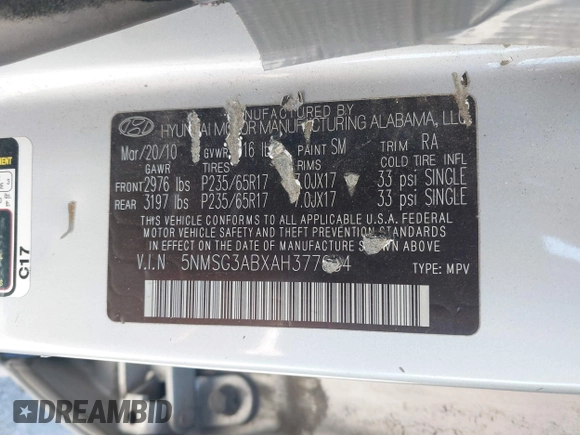 MANUFACTURED BY
HYUNDAI MOTOR MANUFACTURING ALABAMA, LLC
Mar/20/10 GVWR lbs PAINT SM TRIM RA
GAWR TIRES RIMS COLD TIRE INFL
FRONT 2976 lbs P235/65R17 7.0JX17 33 psi SINGLE
REAR 3197 lbs P235/65R17 7.0JX17 33 psi SINGLE
THIS VEHICLE CONFORMS TO ALL APPLICABLE U.S.A. FEDERAL
MOTOR VEHICLE SAFETY AND THEFT PREVENTION STANDARDS
IN EFFECT ON THE DATE OF MANUFACTURE SHOWN ABOVE.
V.I.N TYPE: MPV
C17
DREAMBID